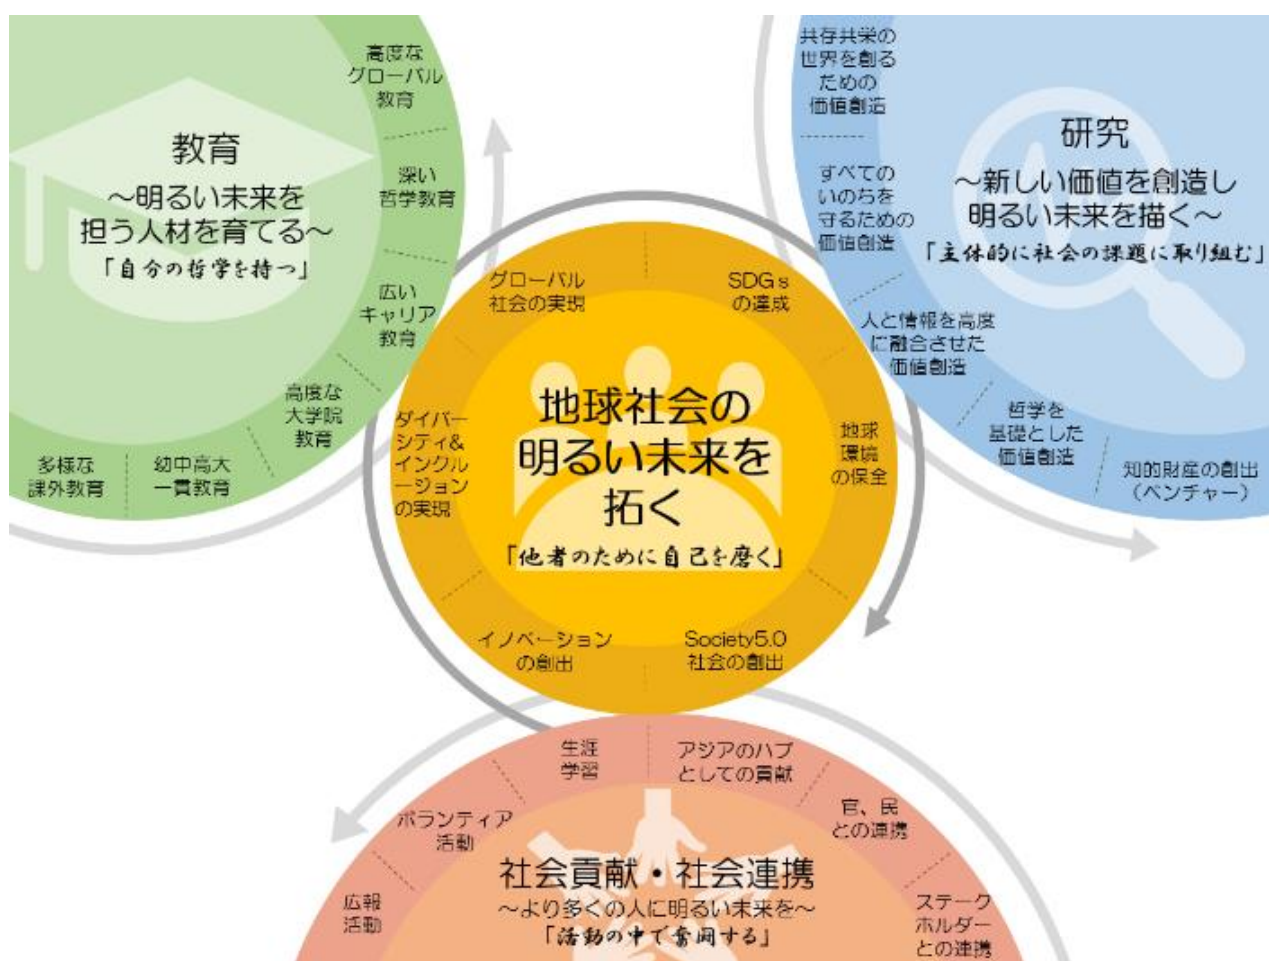 高度な
グローバル
教育
深い
哲学教育
広い
キャリア
教育
高度な
大学院
教育
幼中高大
一貫教育
多様な
課外教育
教育
～明るい未来を
担う人材を育てる～
「自分の哲学を持つ」
共存共栄の
世界を創る
ための
価値創造
すべての
いのちを
守るための
価値創造
人と情報を高度
に融合させた
価値創造
哲学を
基礎とした
価値創造
知的財産の創出
（ベンチャー）
研究
～新しい価値を創造し
明るい未来を描く～
「主体的に社会の課題に取り組む」
グローバル
社会の実現
SDGｓ
の達成
ダイバー
シティ&
インクル
ージョン
の実現
地球
環境
の保全
イノベーション
の創出
Society5.0
社会の創出
地球社会の
明るい未来を
拓く
「他者のために自己を磨く」
生涯
学習
アジアのハブ
としての貢献
ボランティア
活動
官、民
との連携
広報
活動
ステーク
ホルダー
との連携
社会貢献・社会連携
～より多くの人に明るい未来を～
「活動の中で奮闘する」